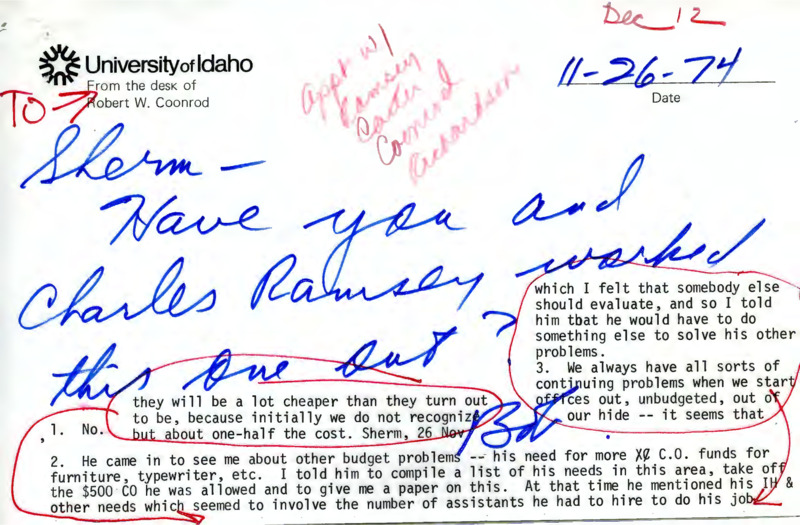 Dec 12
University of Idaho
From the desk of
Robert W. Coonrod
TO
Appt w/
Ramsey
Carter
Coonrod
Richardson
11-26-74
Date
Sherm -
Have you and
Charles Ramsey worked
this one out?
Bob.
1. No.
2. He came in to see me about other budget problems -- his need for more C.O. funds for
furniture, typewriter, etc. I told him to compile a list of his needs in this area, take off
the $500 CO he was allowed and to give me a paper on this. At that time he mentioned his IH &
other needs which seemed to involve the number of assistants he had to hire to do his job
which I felt that somebody else
should evaluate, and so I told
him that he would have to do
something else to solve his other
problems.
3. We always have all sorts of
continuing problems when we start
offices out, unbudgeted, out of
our hide -- it seems that
they will be a lot cheaper than they turn out
to be, because initially we do not recognize
but about one-half the cost. Sherm, 26 Nov